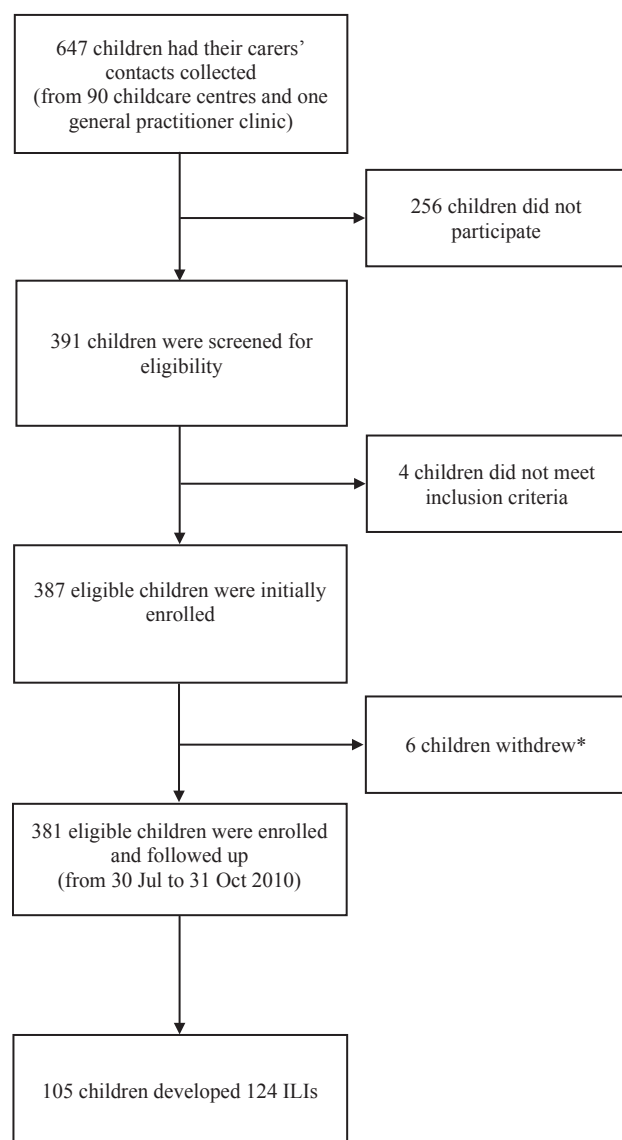 647 children had their carers’
contacts collected
(from 90 childcare centres and one
general practitioner clinic)
256 children did not
participate
391 children were screened for
eligibility
4 children did not meet
inclusion criteria
387 eligible children were initially
enrolled
6 children withdrew*
381 eligible children were enrolled
and followed up
(from 30 Jul to 31 Oct 2010)
105 children developed 124 ILIs